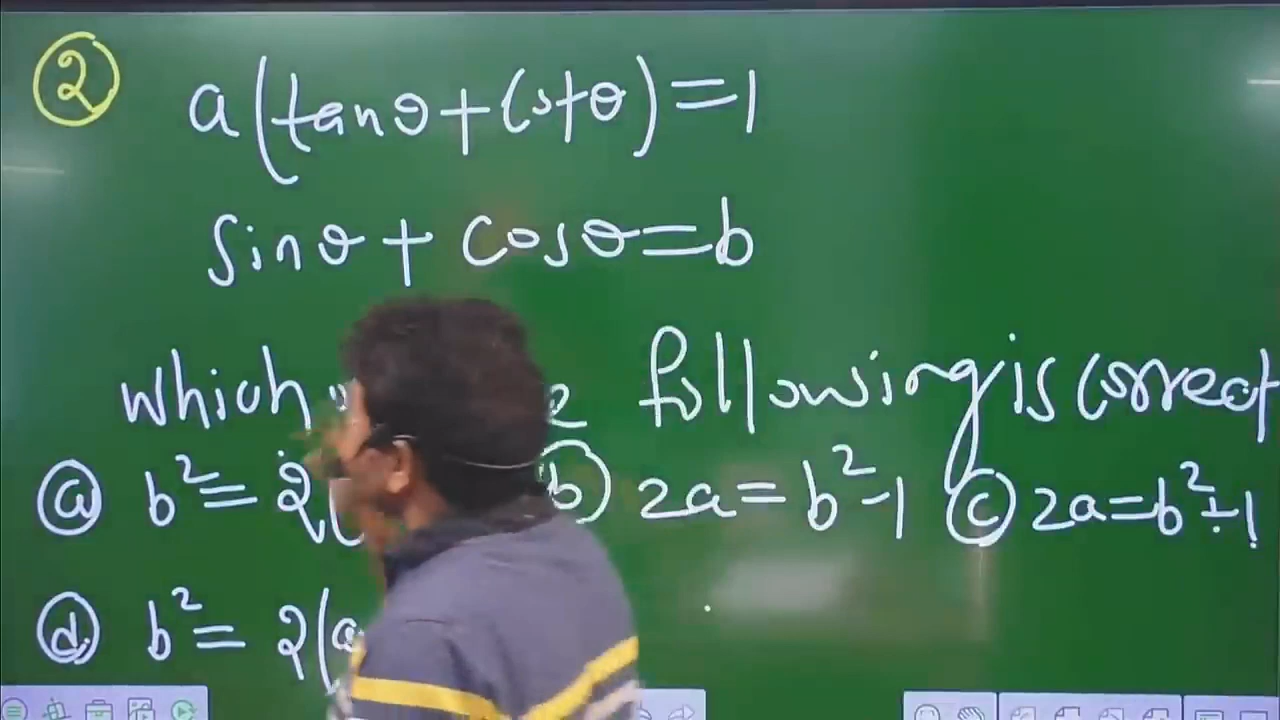 ② a(tanθ+Cotθ)=1
Sinθ+Cosθ=b
Which following is correct
ⓐ b²=2( ⓑ 2a=b²-1 ⓒ 2a=b²+1
ⓓ b²=2(a